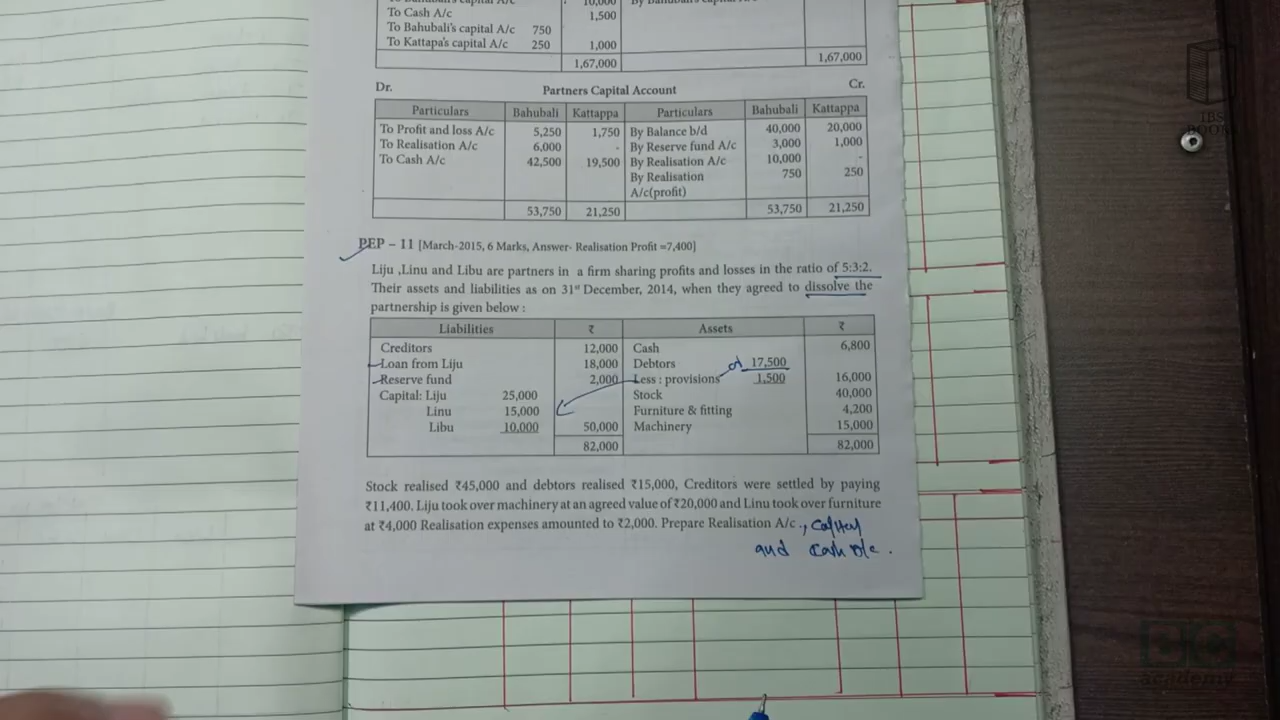 10,000
To Cash A/c 1,500
To Bahubali's capital A/c 750
To Kattapa's capital A/c 250 1,000
1,67,000 1,67,000
Dr. Partners Capital Account Cr.
Particulars Bahubali Kattappa Particulars Bahubali Kattappa
To Profit and loss A/c 5,250 1,750 By Balance b/d 40,000 20,000
To Realisation A/c 6,000 - By Reserve fund A/c 3,000 1,000
To Cash A/c 42,500 19,500 By Realisation A/c 10,000 -
By Realisation 750 250
A/c(profit)
53,750 21,250 53,750 21,250
PEP – 11 [March-2015, 6 Marks, Answer- Realisation Profit =7,400]
Liju ,Linu and Libu are partners in a firm sharing profits and losses in the ratio of 5:3:2.
Their assets and liabilities as on 31st December, 2014, when they agreed to dissolve the
partnership is given below :
Liabilities ₹ Assets ₹
Creditors 12,000 Cash 6,800
Loan from Liju 18,000 Debtors 17,500
Reserve fund 2,000 Less : provisions 1,500 16,000
Capital: Liju 25,000 Stock 40,000
Linu 15,000 Furniture & fitting 4,200
Libu 10,000 50,000 Machinery 15,000
82,000 82,000
Stock realised ₹45,000 and debtors realised ₹15,000, Creditors were settled by paying
₹11,400. Liju took over machinery at an agreed value of ₹20,000 and Linu took over furniture
at ₹4,000 Realisation expenses amounted to ₹2,000. Prepare Realisation A/c ., Capital
and Cash a/c .
IBS
BOOKS
academy